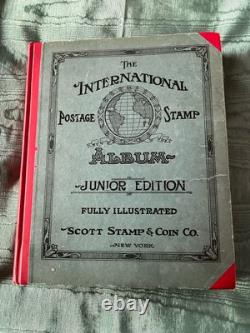 THE
INTERNATIONAL
POSTAGE STAMP
ALBUM
JUNIOR EDITION
FULLY ILLUSTRATED
SCOTT STAMP & COIN CO.
NEW YORK